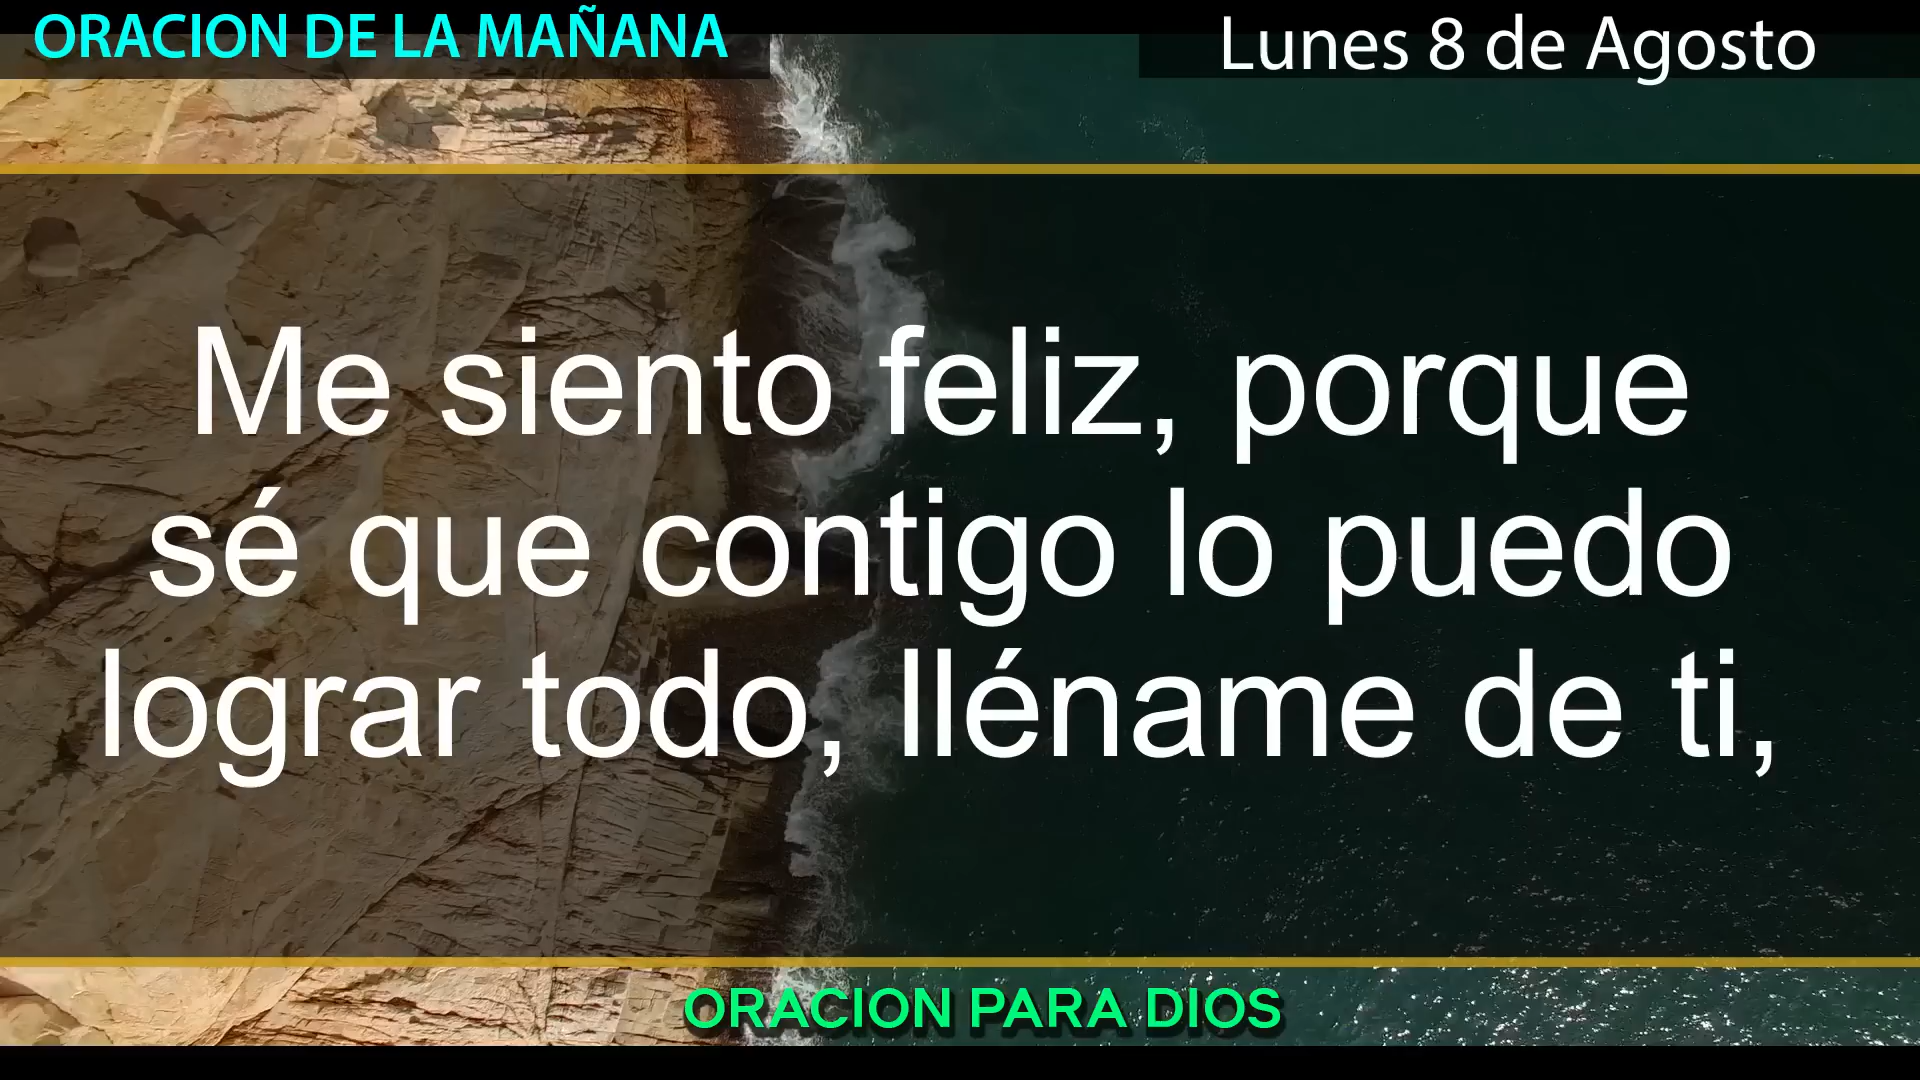 ORACION DE LA MAÑANA
Lunes 8 de Agosto
Me siento feliz, porque
sé que contigo lo puedo
lograr todo, lléname de ti,
ORACION PARA DIOS